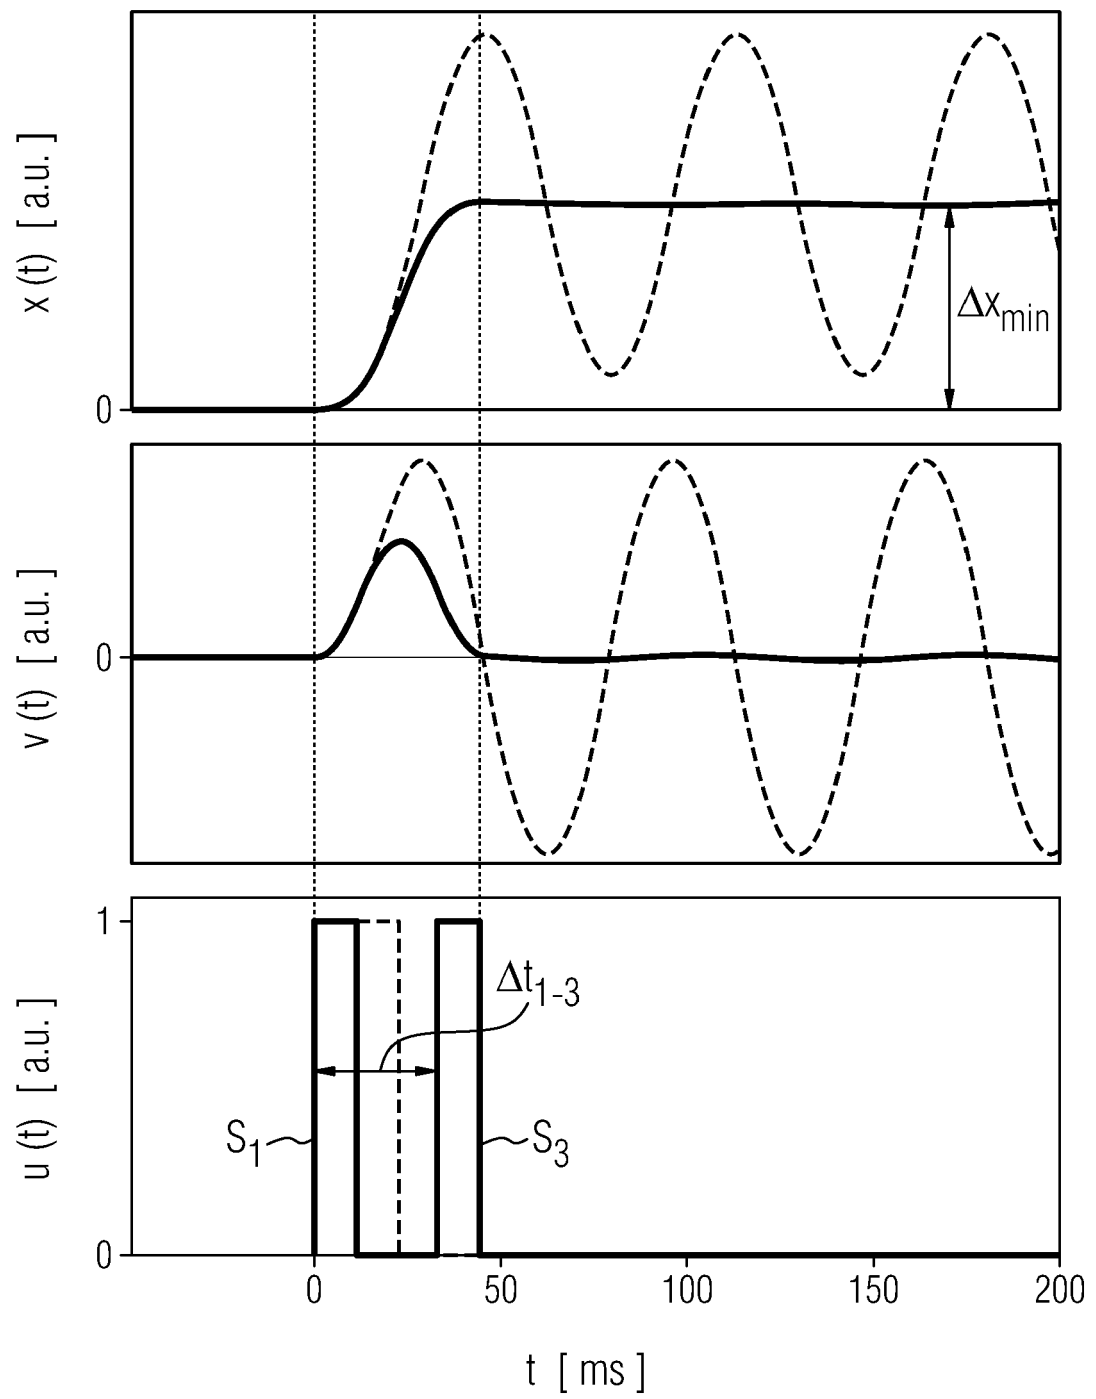 x (t) [ a.u. ]
Δx_min
0
v (t) [ a.u. ]
0
u (t) [ a.u. ]
1
Δt_1-3
S_1
S_3
0
0 50 100 150 200
t [ ms ]